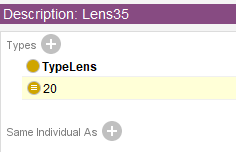 Description: Lens35
Types
TypeLens
20
Same Individual As